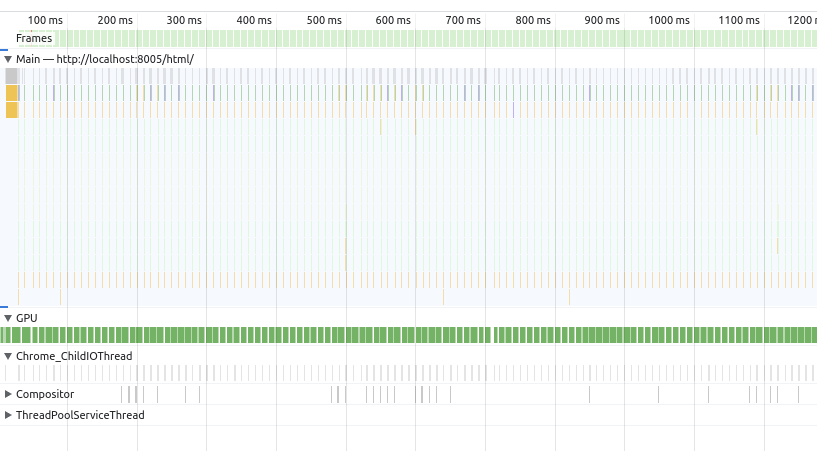 100 ms 200 ms 300 ms 400 ms 500 ms 600 ms 700 ms 800 ms 900 ms 1000 ms 1100 ms 1200 r
Frames
Main — http://localhost:8005/html/
GPU
Chrome_ChildIOThread
Compositor
ThreadPoolServiceThread